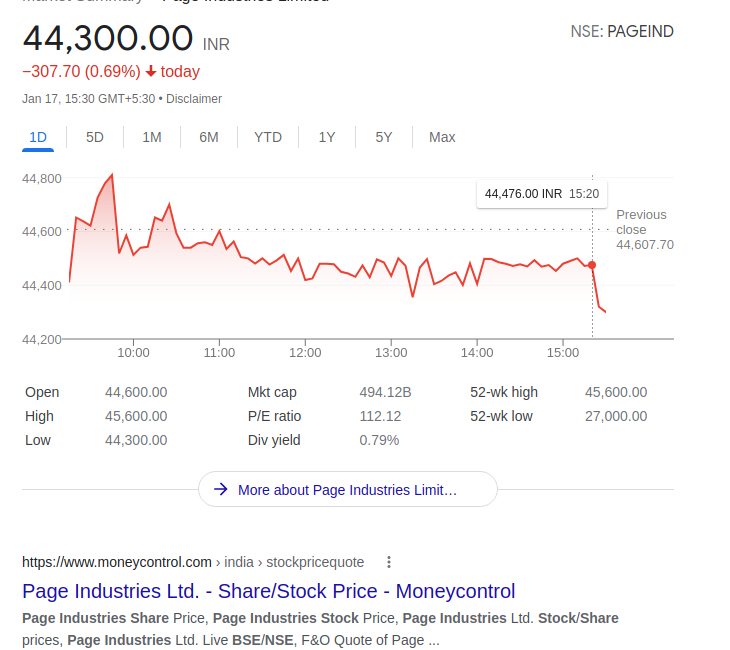 Market Summary > Page Industries Limited
44,300.00 INR
NSE: PAGEIND
−307.70 (0.69%) today
Jan 17, 15:30 GMT+5:30 • Disclaimer
1D 5D 1M 6M YTD 1Y 5Y Max
44,800
44,476.00 INR 15:20
44,600
Previous
close
44,607.70
44,400
44,200
10:00 11:00 12:00 13:00 14:00 15:00
Open 44,600.00 Mkt cap 494.12B 52-wk high 45,600.00
High 45,600.00 P/E ratio 112.12 52-wk low 27,000.00
Low 44,300.00 Div yield 0.79%
→ More about Page Industries Limit…
https://www.moneycontrol.com › india › stockpricequote
Page Industries Ltd. - Share/Stock Price - Moneycontrol
Page Industries Share Price, Page Industries Stock Price, Page Industries Ltd. Stock/Share
prices, Page Industries Ltd. Live BSE/NSE, F&O Quote of Page ...